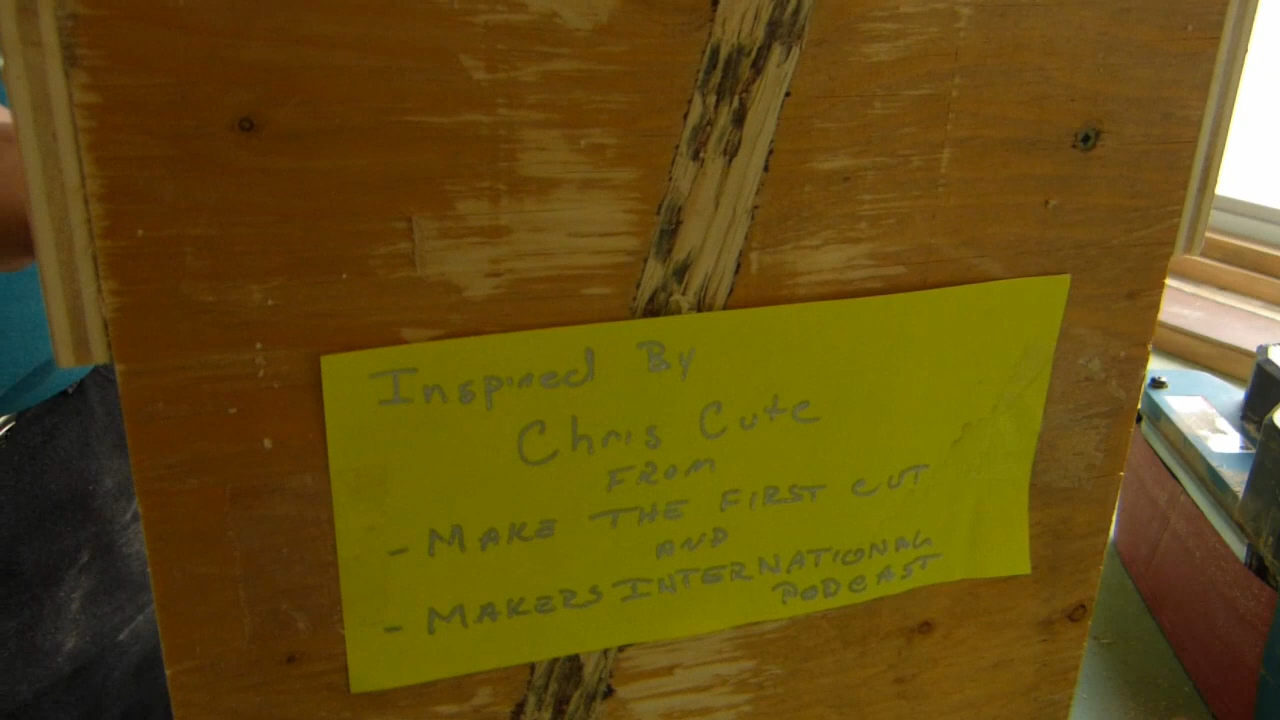 Inspired By
Chris Cute
FROM
- MAKE THE FIRST CUT
AND
- MAKERS INTERNATIONAL
PODCAST